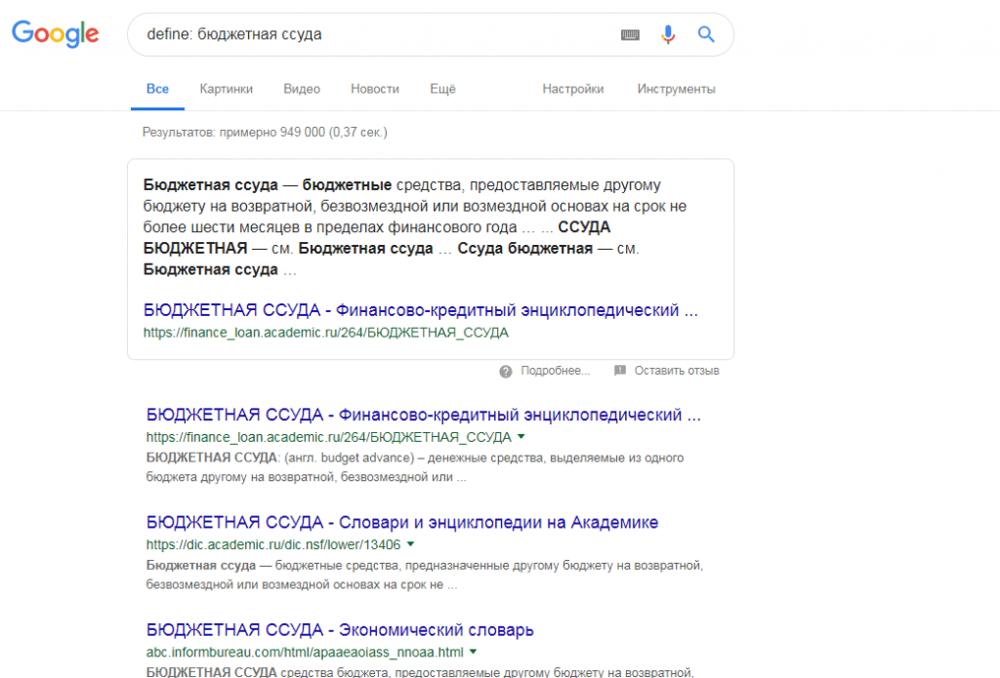 Google
define: бюджетная ссуда
Все Картинки Видео Новости Ещё Настройки Инструменты
Результатов: примерно 949 000 (0,37 сек.)
Бюджетная ссуда — бюджетные средства, предоставляемые другому
бюджету на возвратной, безвозмездной или возмездной основах на срок не
более шести месяцев в пределах финансового года … ... ССУДА
БЮДЖЕТНАЯ — см. Бюджетная ссуда … Ссуда бюджетная — см.
Бюджетная ссуда …
БЮДЖЕТНАЯ ССУДА - Финансово-кредитный энциклопедический ...
https://finance_loan.academic.ru/264/БЮДЖЕТНАЯ_ССУДА
Подробнее... Оставить отзыв
БЮДЖЕТНАЯ ССУДА - Финансово-кредитный энциклопедический ...
https://finance_loan.academic.ru/264/БЮДЖЕТНАЯ_ССУДА
БЮДЖЕТНАЯ ССУДА: (англ. budget advance) – денежные средства, выделяемые из одного
бюджета другому на возвратной, безвозмездной или ...
БЮДЖЕТНАЯ ССУДА - Словари и энциклопедии на Академике
https://dic.academic.ru/dic.nsf/lower/13406
Бюджетная ссуда — бюджетные средства, предназначенные другому бюджету на возвратной,
безвозмездной или возмездной основах на срок не ...
БЮДЖЕТНАЯ ССУДА - Экономический словарь
abc.informbureau.com/html/apaaeaoiass_nnoaa.html
БЮДЖЕТНАЯ ССУДА средства бюджета, предоставляемые другому бюджету на возвратной,